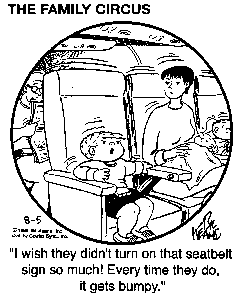 THE FAMILY CIRCUS
8-5
"I wish they didn't turn on that seatbelt
sign so much! Every time they do,
it gets bumpy."